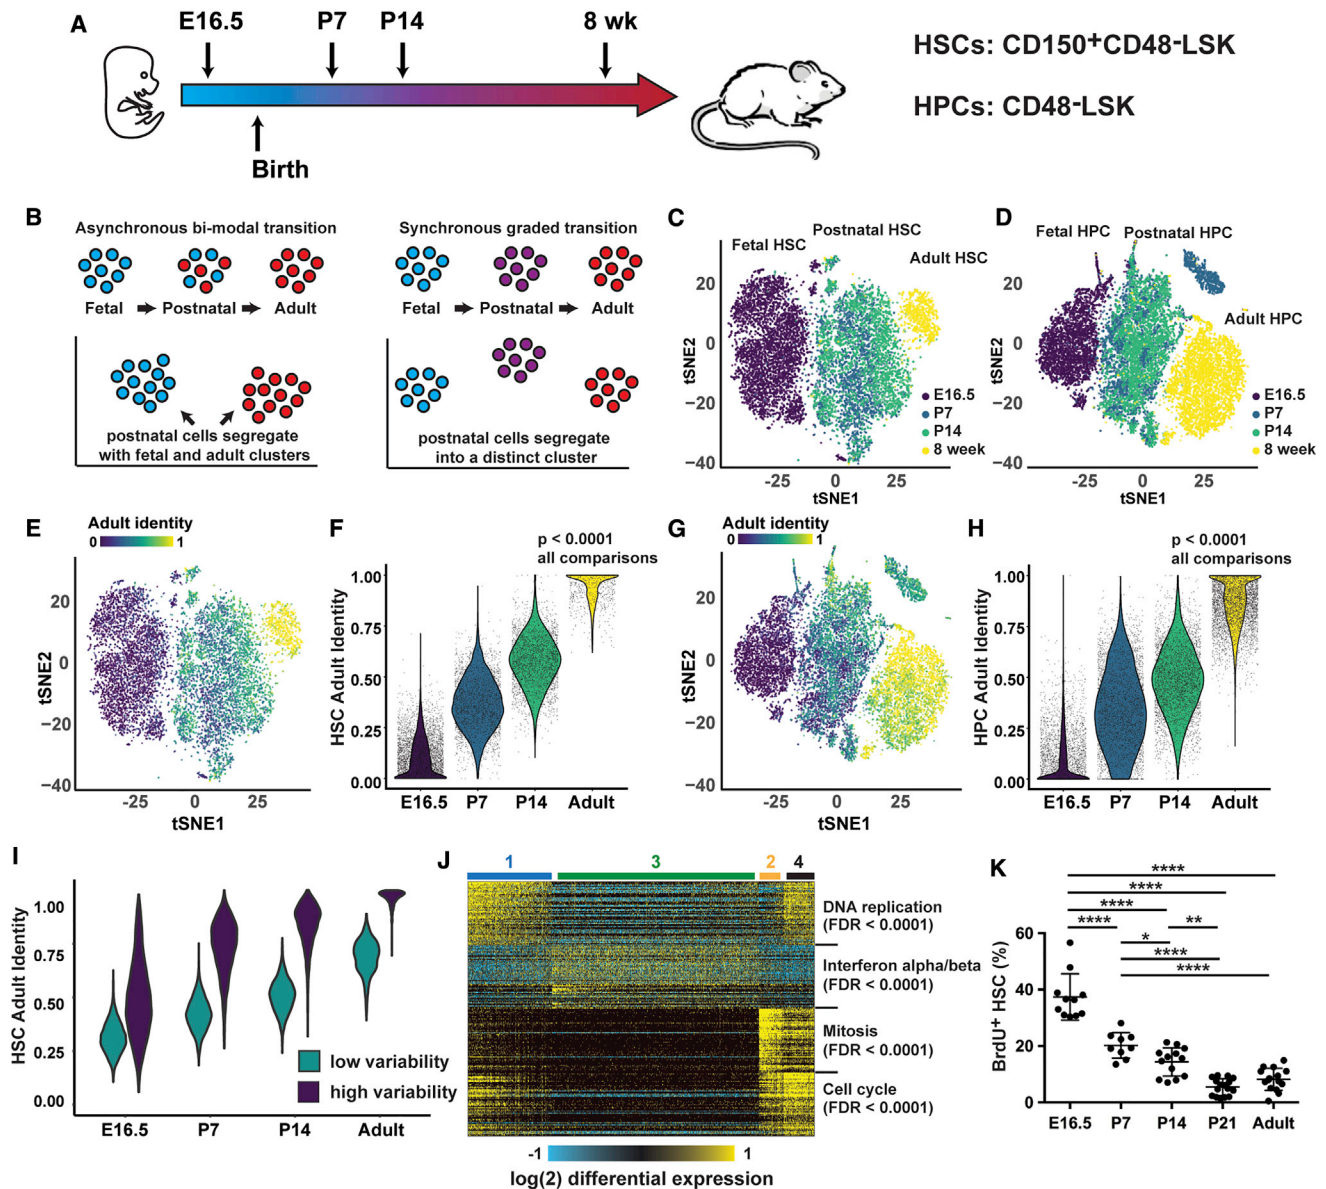 A
E16.5
P7
P14
8 wk
Birth
HSCs: CD150+CD48-LSK
HPCs: CD48-LSK
B
Asynchronous bi-modal transition
Fetal
Postnatal
Adult
postnatal cells segregate
with fetal and adult clusters
Synchronous graded transition
Fetal
Postnatal
Adult
postnatal cells segregate
into a distinct cluster
C
Fetal HSC
Postnatal HSC
Adult HSC
tSNE2
20
0
−20
−40
-25
0
25
tSNE1
E16.5
P7
P14
8 week
D
Fetal HPC
Postnatal HPC
Adult HPC
tSNE2
20
0
−20
−40
-25
0
25
tSNE1
E16.5
P7
P14
8 week
E
Adult identity
0
1
tSNE2
20
0
−20
−40
-25
0
25
tSNE1
F
p < 0.0001
all comparisons
HSC Adult Identity
1.00
0.75
0.50
0.25
0.00
E16.5
P7
P14
Adult
G
Adult identity
0
1
tSNE2
20
0
−20
−40
-25
0
25
tSNE1
H
p < 0.0001
all comparisons
HPC Adult Identity
1.00
0.75
0.50
0.25
0.00
E16.5
P7
P14
Adult
I
HSC Adult Identity
1.00
0.75
0.50
0.25
0.00
low variability
high variability
E16.5
P7
P14
Adult
J
1
3
2
4
DNA replication
(FDR < 0.0001)
Interferon alpha/beta
(FDR < 0.0001)
Mitosis
(FDR < 0.0001)
Cell cycle
(FDR < 0.0001)
-1
1
log(2) differential expression
K
****
****
****
****
**
*
****
****
BrdU+ HSC (%)
60
40
20
0
E16.5
P7
P14
P21
Adult